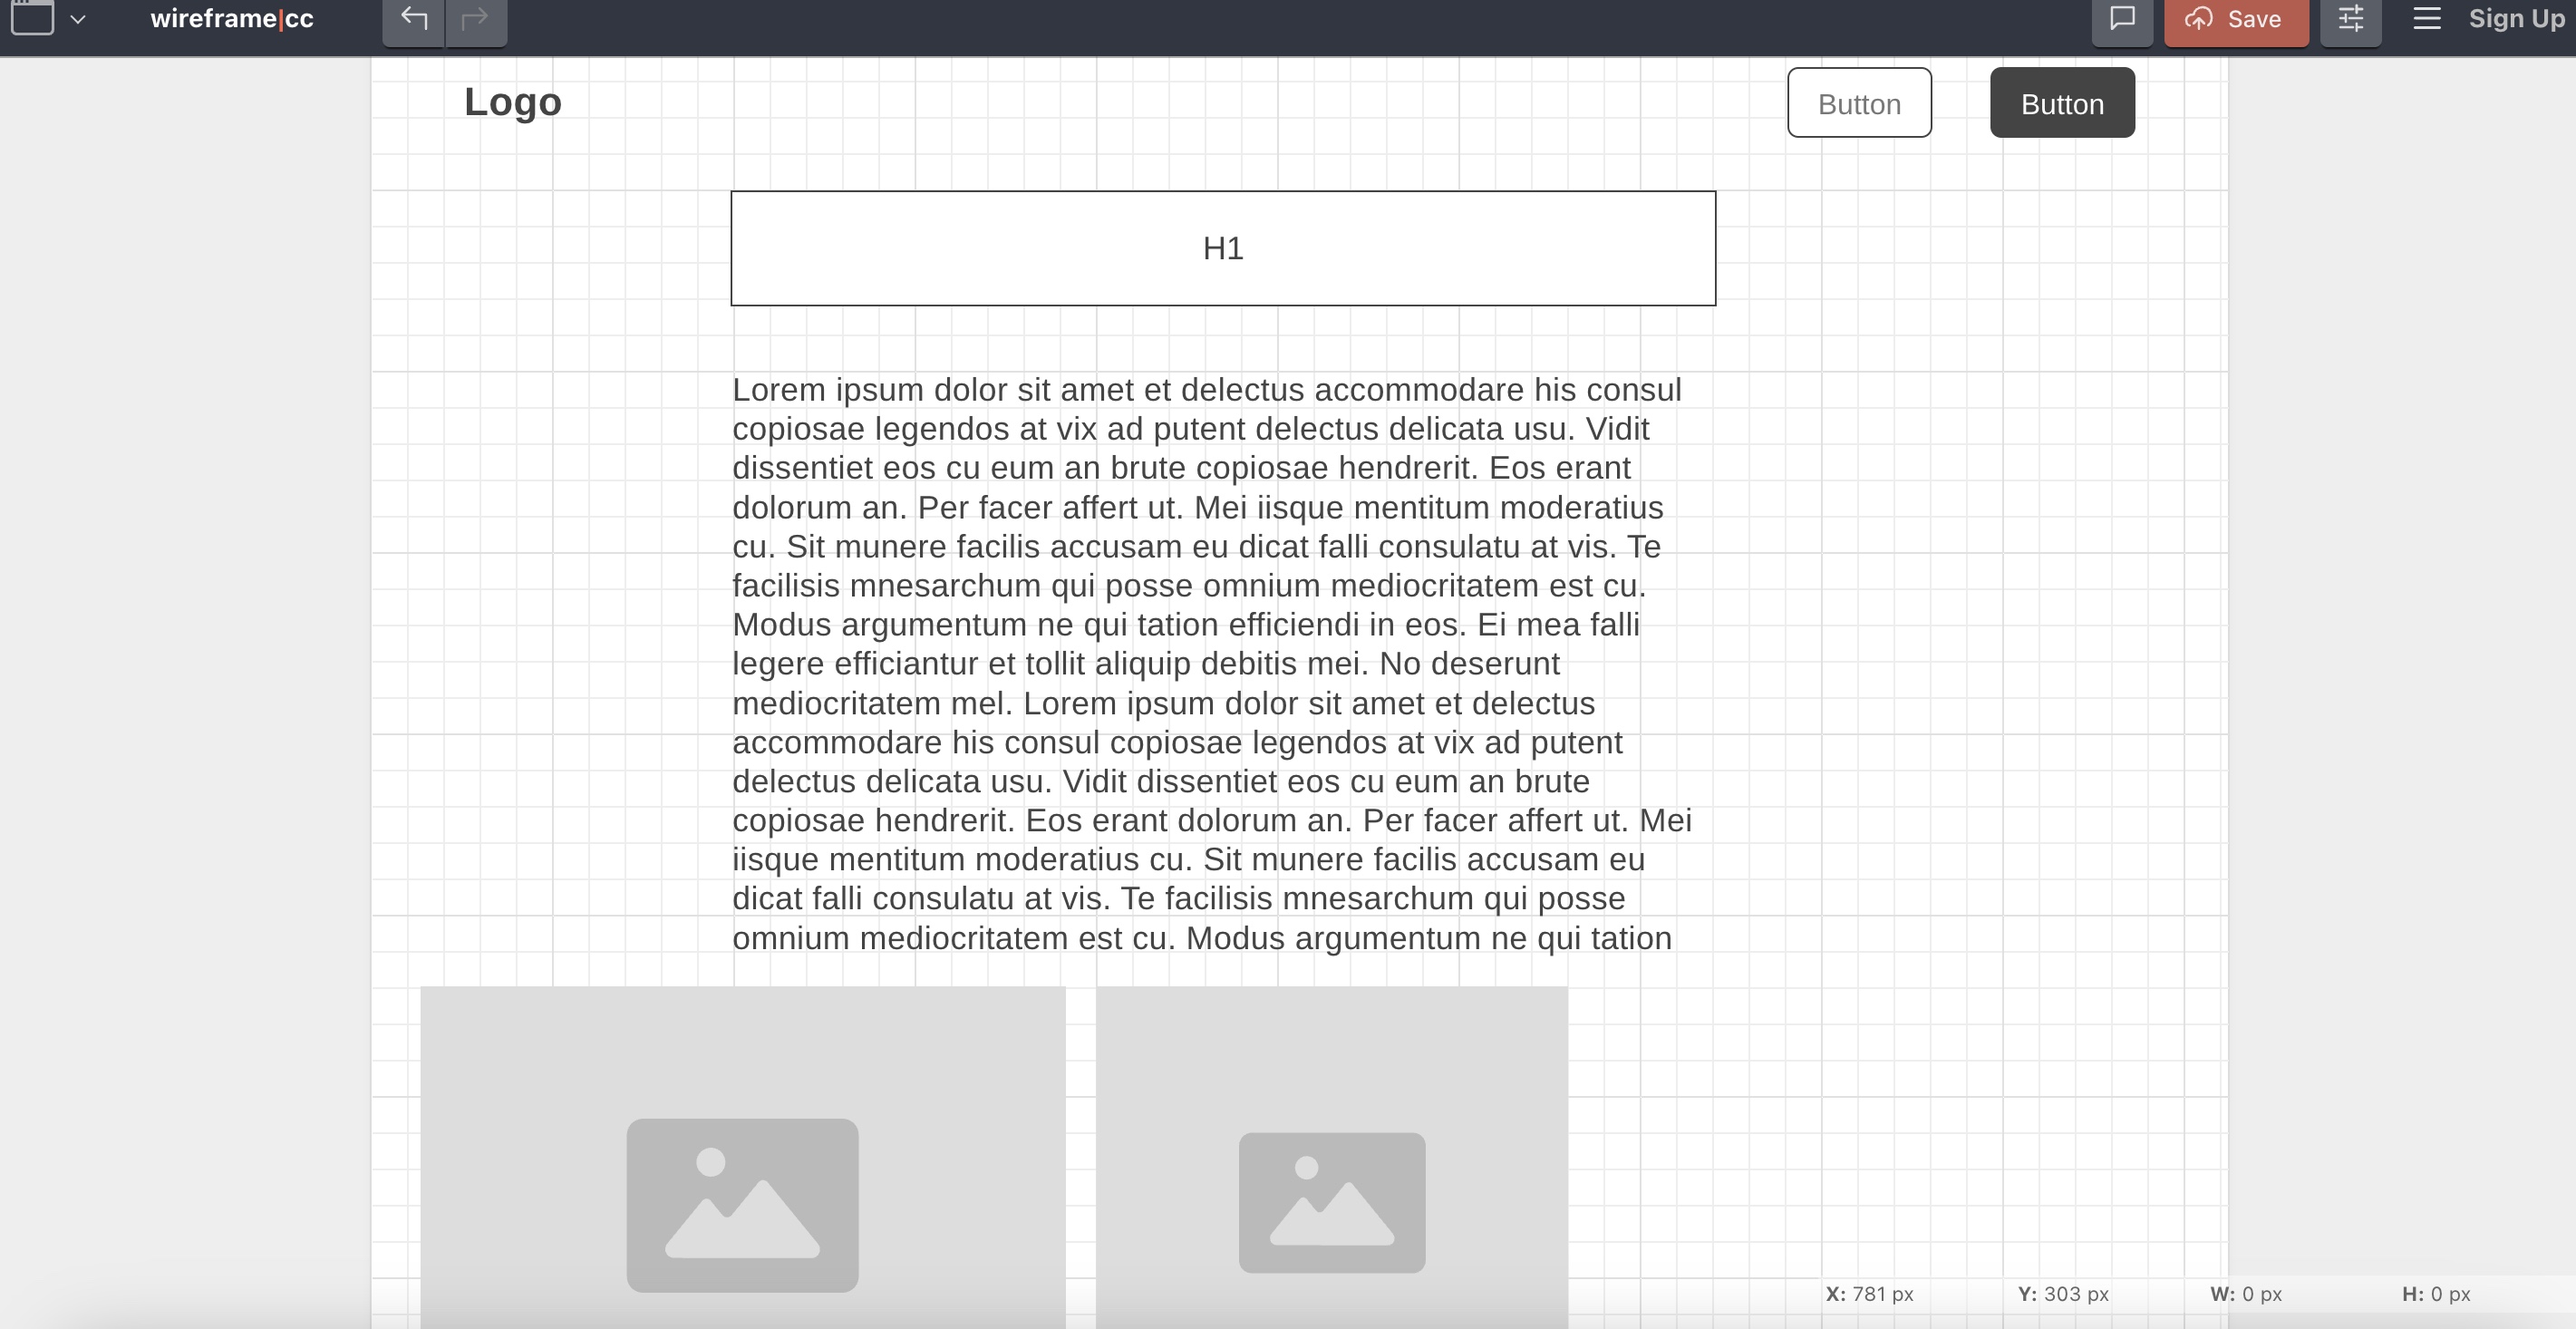 wireframe|cc
Save
Sign Up
Logo
Button
Button
H1
Lorem ipsum dolor sit amet et delectus accommodare his consul
copiosae legendos at vix ad putent delectus delicata usu. Vidit
dissentiet eos cu eum an brute copiosae hendrerit. Eos erant
dolorum an. Per facer affert ut. Mei iisque mentitum moderatius
cu. Sit munere facilis accusam eu dicat falli consulatu at vis. Te
facilisis mnesarchum qui posse omnium mediocritatem est cu.
Modus argumentum ne qui tation efficiendi in eos. Ei mea falli
legere efficiantur et tollit aliquip debitis mei. No deserunt
mediocritatem mel. Lorem ipsum dolor sit amet et delectus
accommodare his consul copiosae legendos at vix ad putent
delectus delicata usu. Vidit dissentiet eos cu eum an brute
copiosae hendrerit. Eos erant dolorum an. Per facer affert ut. Mei
iisque mentitum moderatius cu. Sit munere facilis accusam eu
dicat falli consulatu at vis. Te facilisis mnesarchum qui posse
omnium mediocritatem est cu. Modus argumentum ne qui tation
X: 781 px Y: 303 px W: 0 px H: 0 px